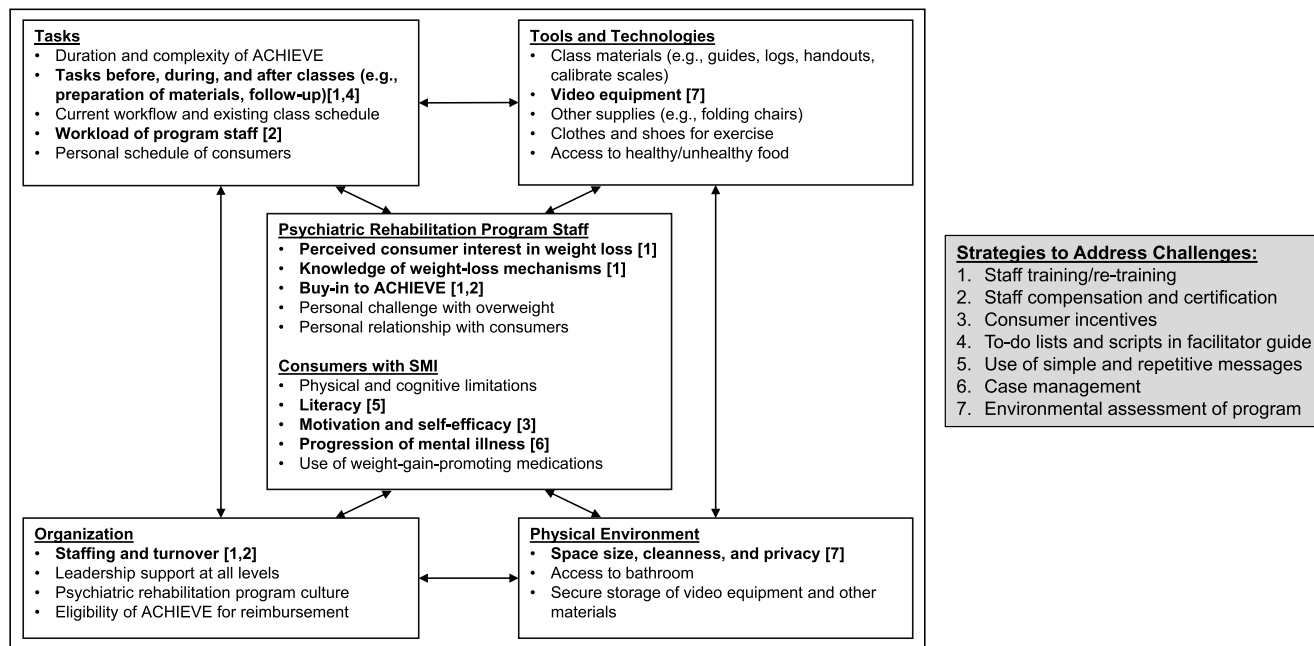 Tasks
• Duration and complexity of ACHIEVE
• Tasks before, during, and after classes (e.g.,
preparation of materials, follow-up)[1,4]
• Current workflow and existing class schedule
• Workload of program staff [2]
• Personal schedule of consumers
Tools and Technologies
• Class materials (e.g., guides, logs, handouts,
calibrate scales)
• Video equipment [7]
• Other supplies (e.g., folding chairs)
• Clothes and shoes for exercise
• Access to healthy/unhealthy food
Psychiatric Rehabilitation Program Staff
• Perceived consumer interest in weight loss [1]
• Knowledge of weight-loss mechanisms [1]
• Buy-in to ACHIEVE [1,2]
• Personal challenge with overweight
• Personal relationship with consumers
Consumers with SMI
• Physical and cognitive limitations
• Literacy [5]
• Motivation and self-efficacy [3]
• Progression of mental illness [6]
• Use of weight-gain-promoting medications
Organization
• Staffing and turnover [1,2]
• Leadership support at all levels
• Psychiatric rehabilitation program culture
• Eligibility of ACHIEVE for reimbursement
Physical Environment
• Space size, cleanness, and privacy [7]
• Access to bathroom
• Secure storage of video equipment and other
materials
Strategies to Address Challenges:
1. Staff training/re-training
2. Staff compensation and certification
3. Consumer incentives
4. To-do lists and scripts in facilitator guide
5. Use of simple and repetitive messages
6. Case management
7. Environmental assessment of program